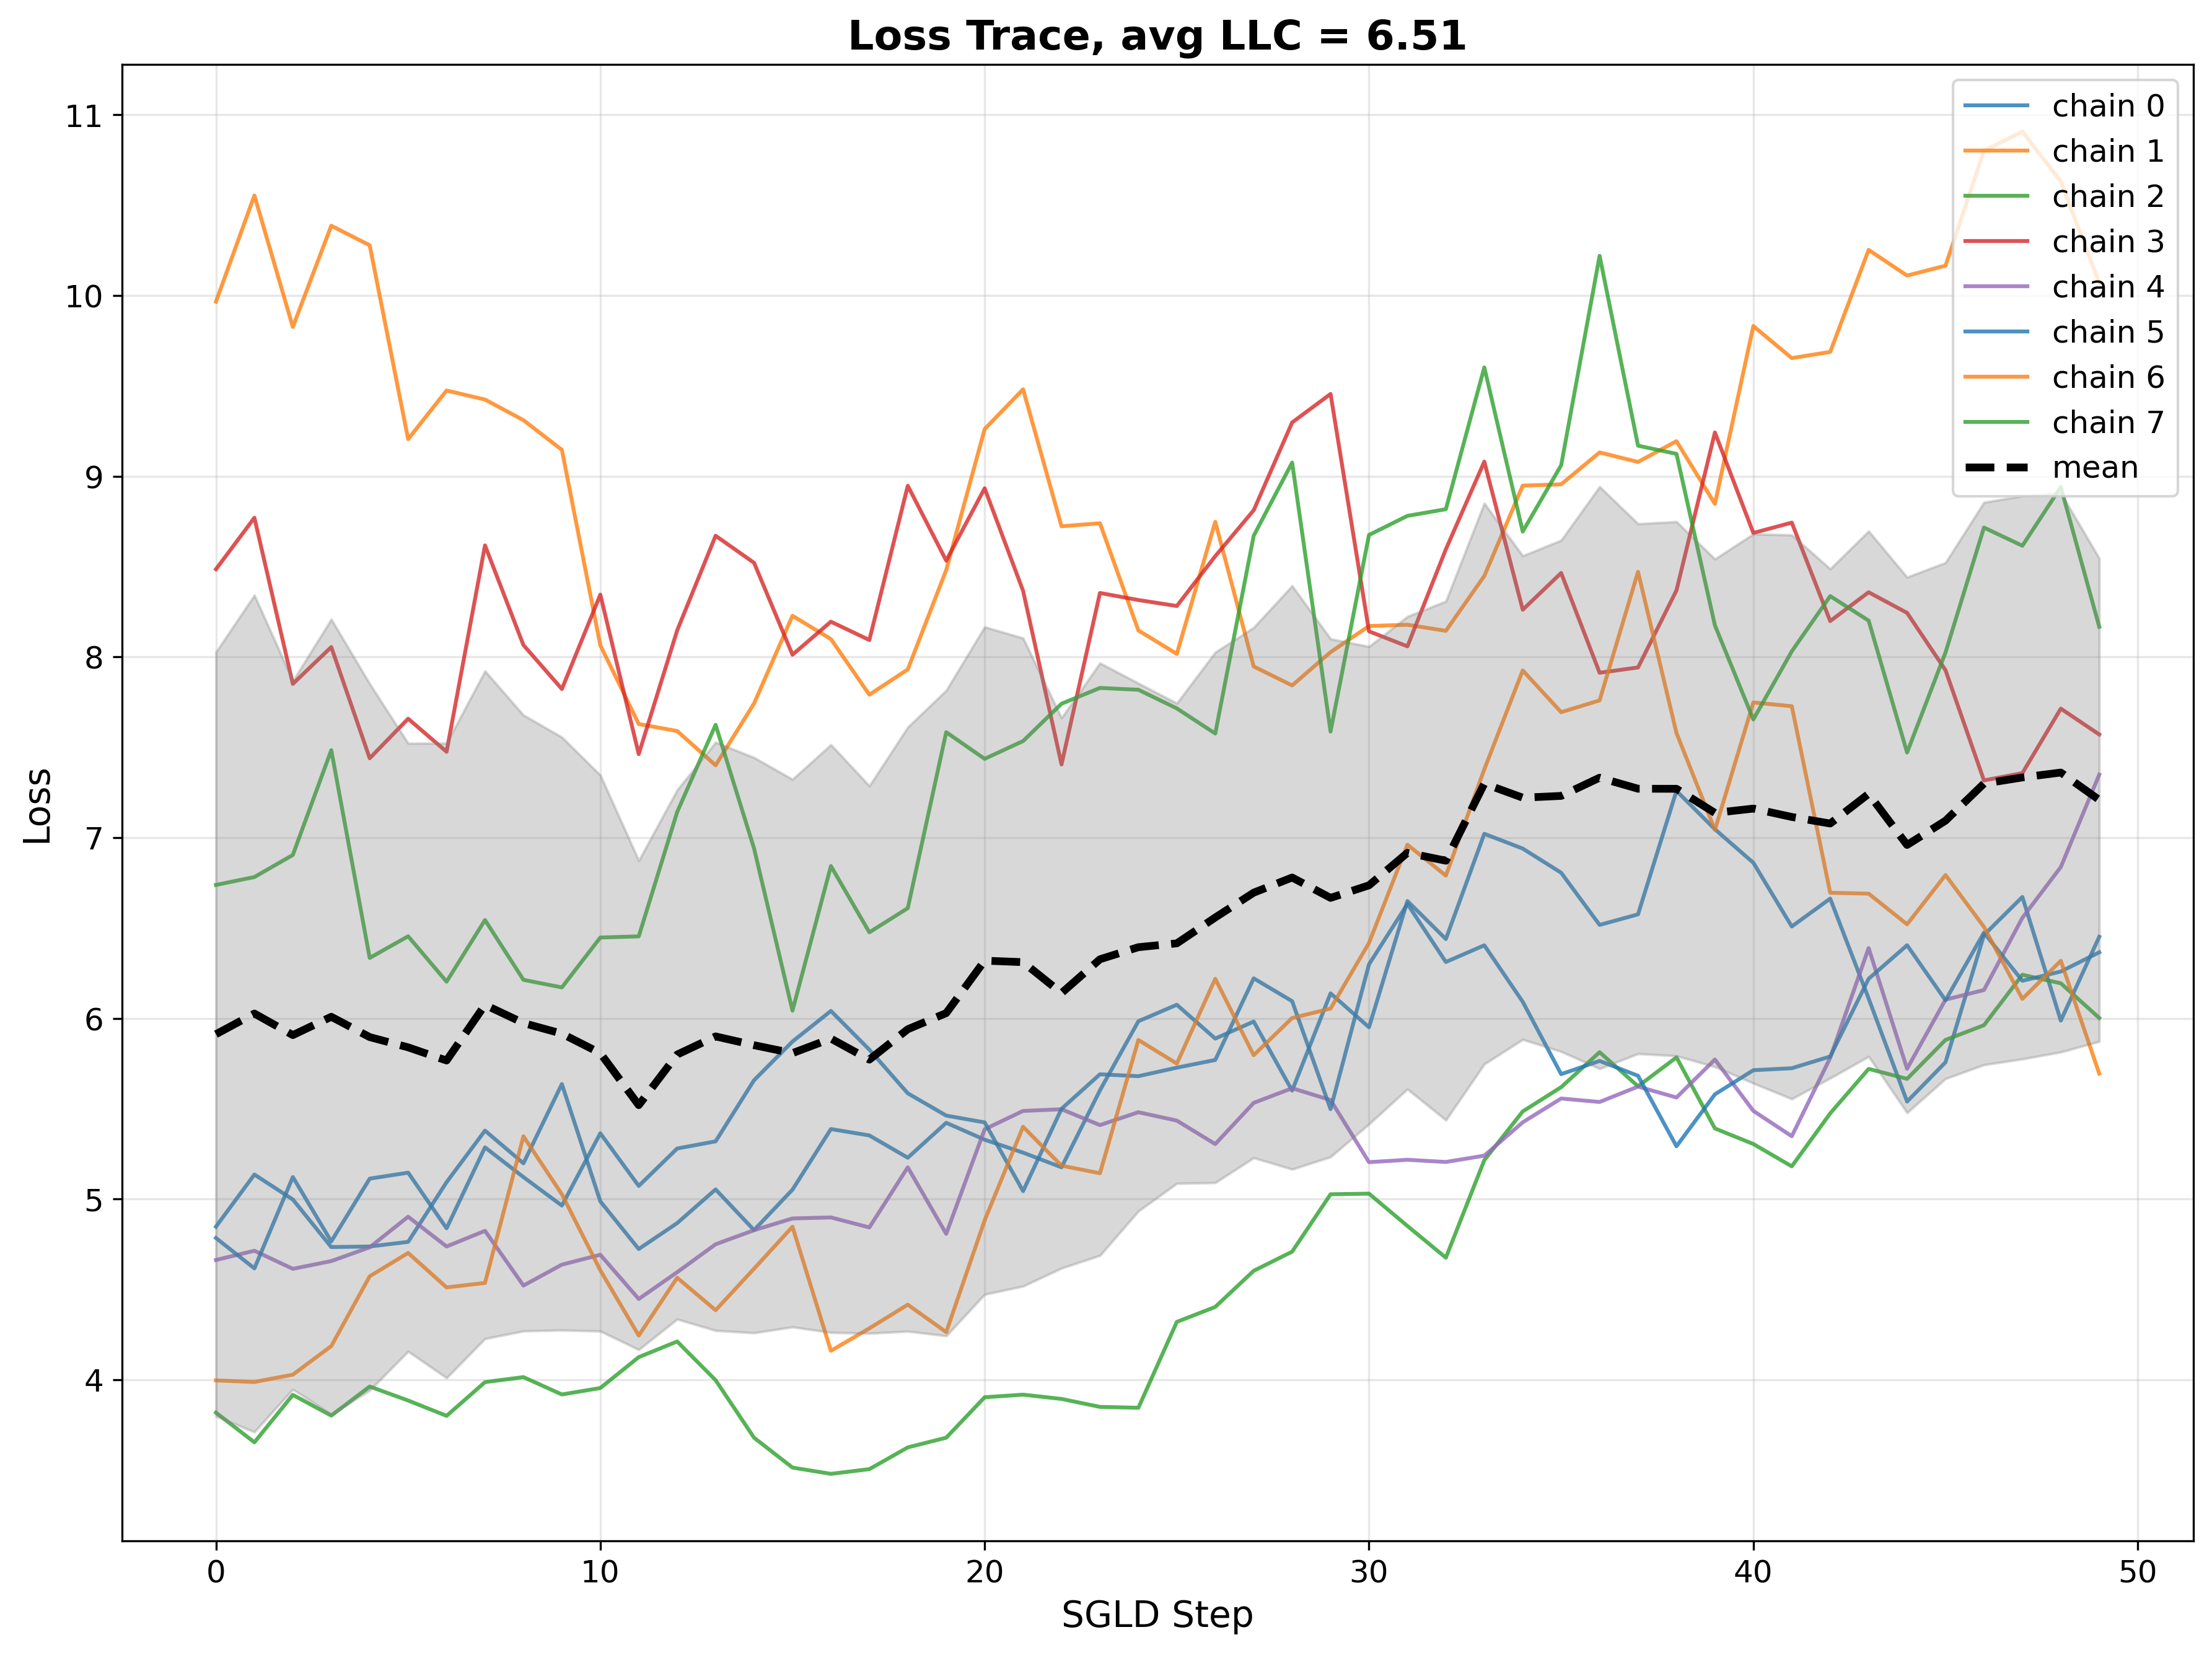 Loss Trace, avg LLC = 6.51
11
10
9
8
7
6
5
4
Loss
0
10
20
30
40
50
SGLD Step
chain 0
chain 1
chain 2
chain 3
chain 4
chain 5
chain 6
chain 7
mean